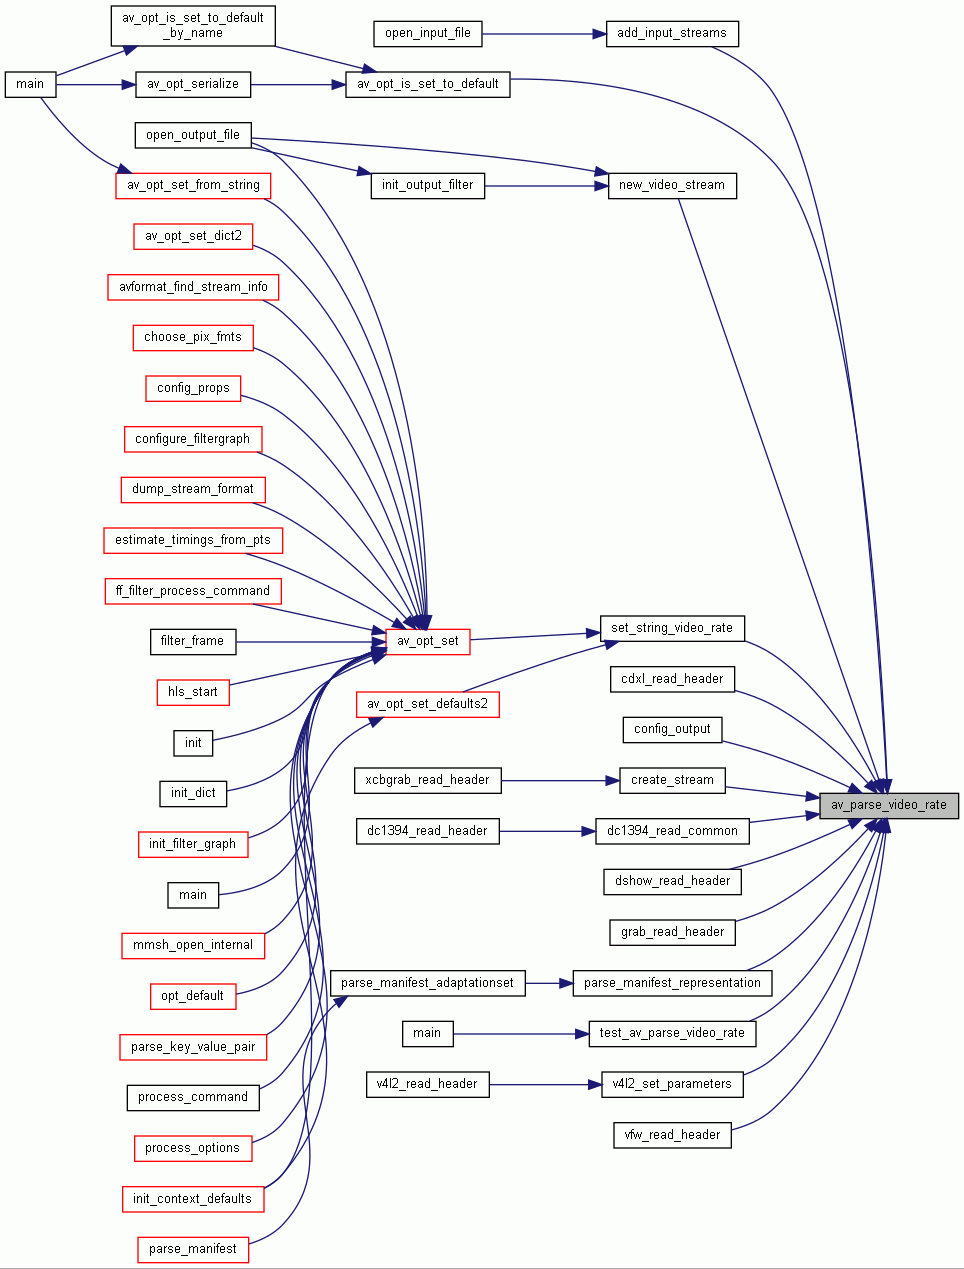 av_opt_is_set_to_default
_by_name
open_input_file
add_input_streams
main
av_opt_serialize
av_opt_is_set_to_default
open_output_file
av_opt_set_from_string
init_output_filter
new_video_stream
av_opt_set_dict2
avformat_find_stream_info
choose_pix_fmts
config_props
configure_filtergraph
dump_stream_format
estimate_timings_from_pts
ff_filter_process_command
filter_frame
av_opt_set
set_string_video_rate
hls_start
av_opt_set_defaults2
cdxl_read_header
init
config_output
init_dict
xcbgrab_read_header
create_stream
av_parse_video_rate
init_filter_graph
dc1394_read_header
dc1394_read_common
main
dshow_read_header
mmsh_open_internal
grab_read_header
opt_default
parse_manifest_adaptationset
parse_manifest_representation
parse_key_value_pair
main
test_av_parse_video_rate
process_command
v4l2_read_header
v4l2_set_parameters
process_options
vfw_read_header
init_context_defaults
parse_manifest